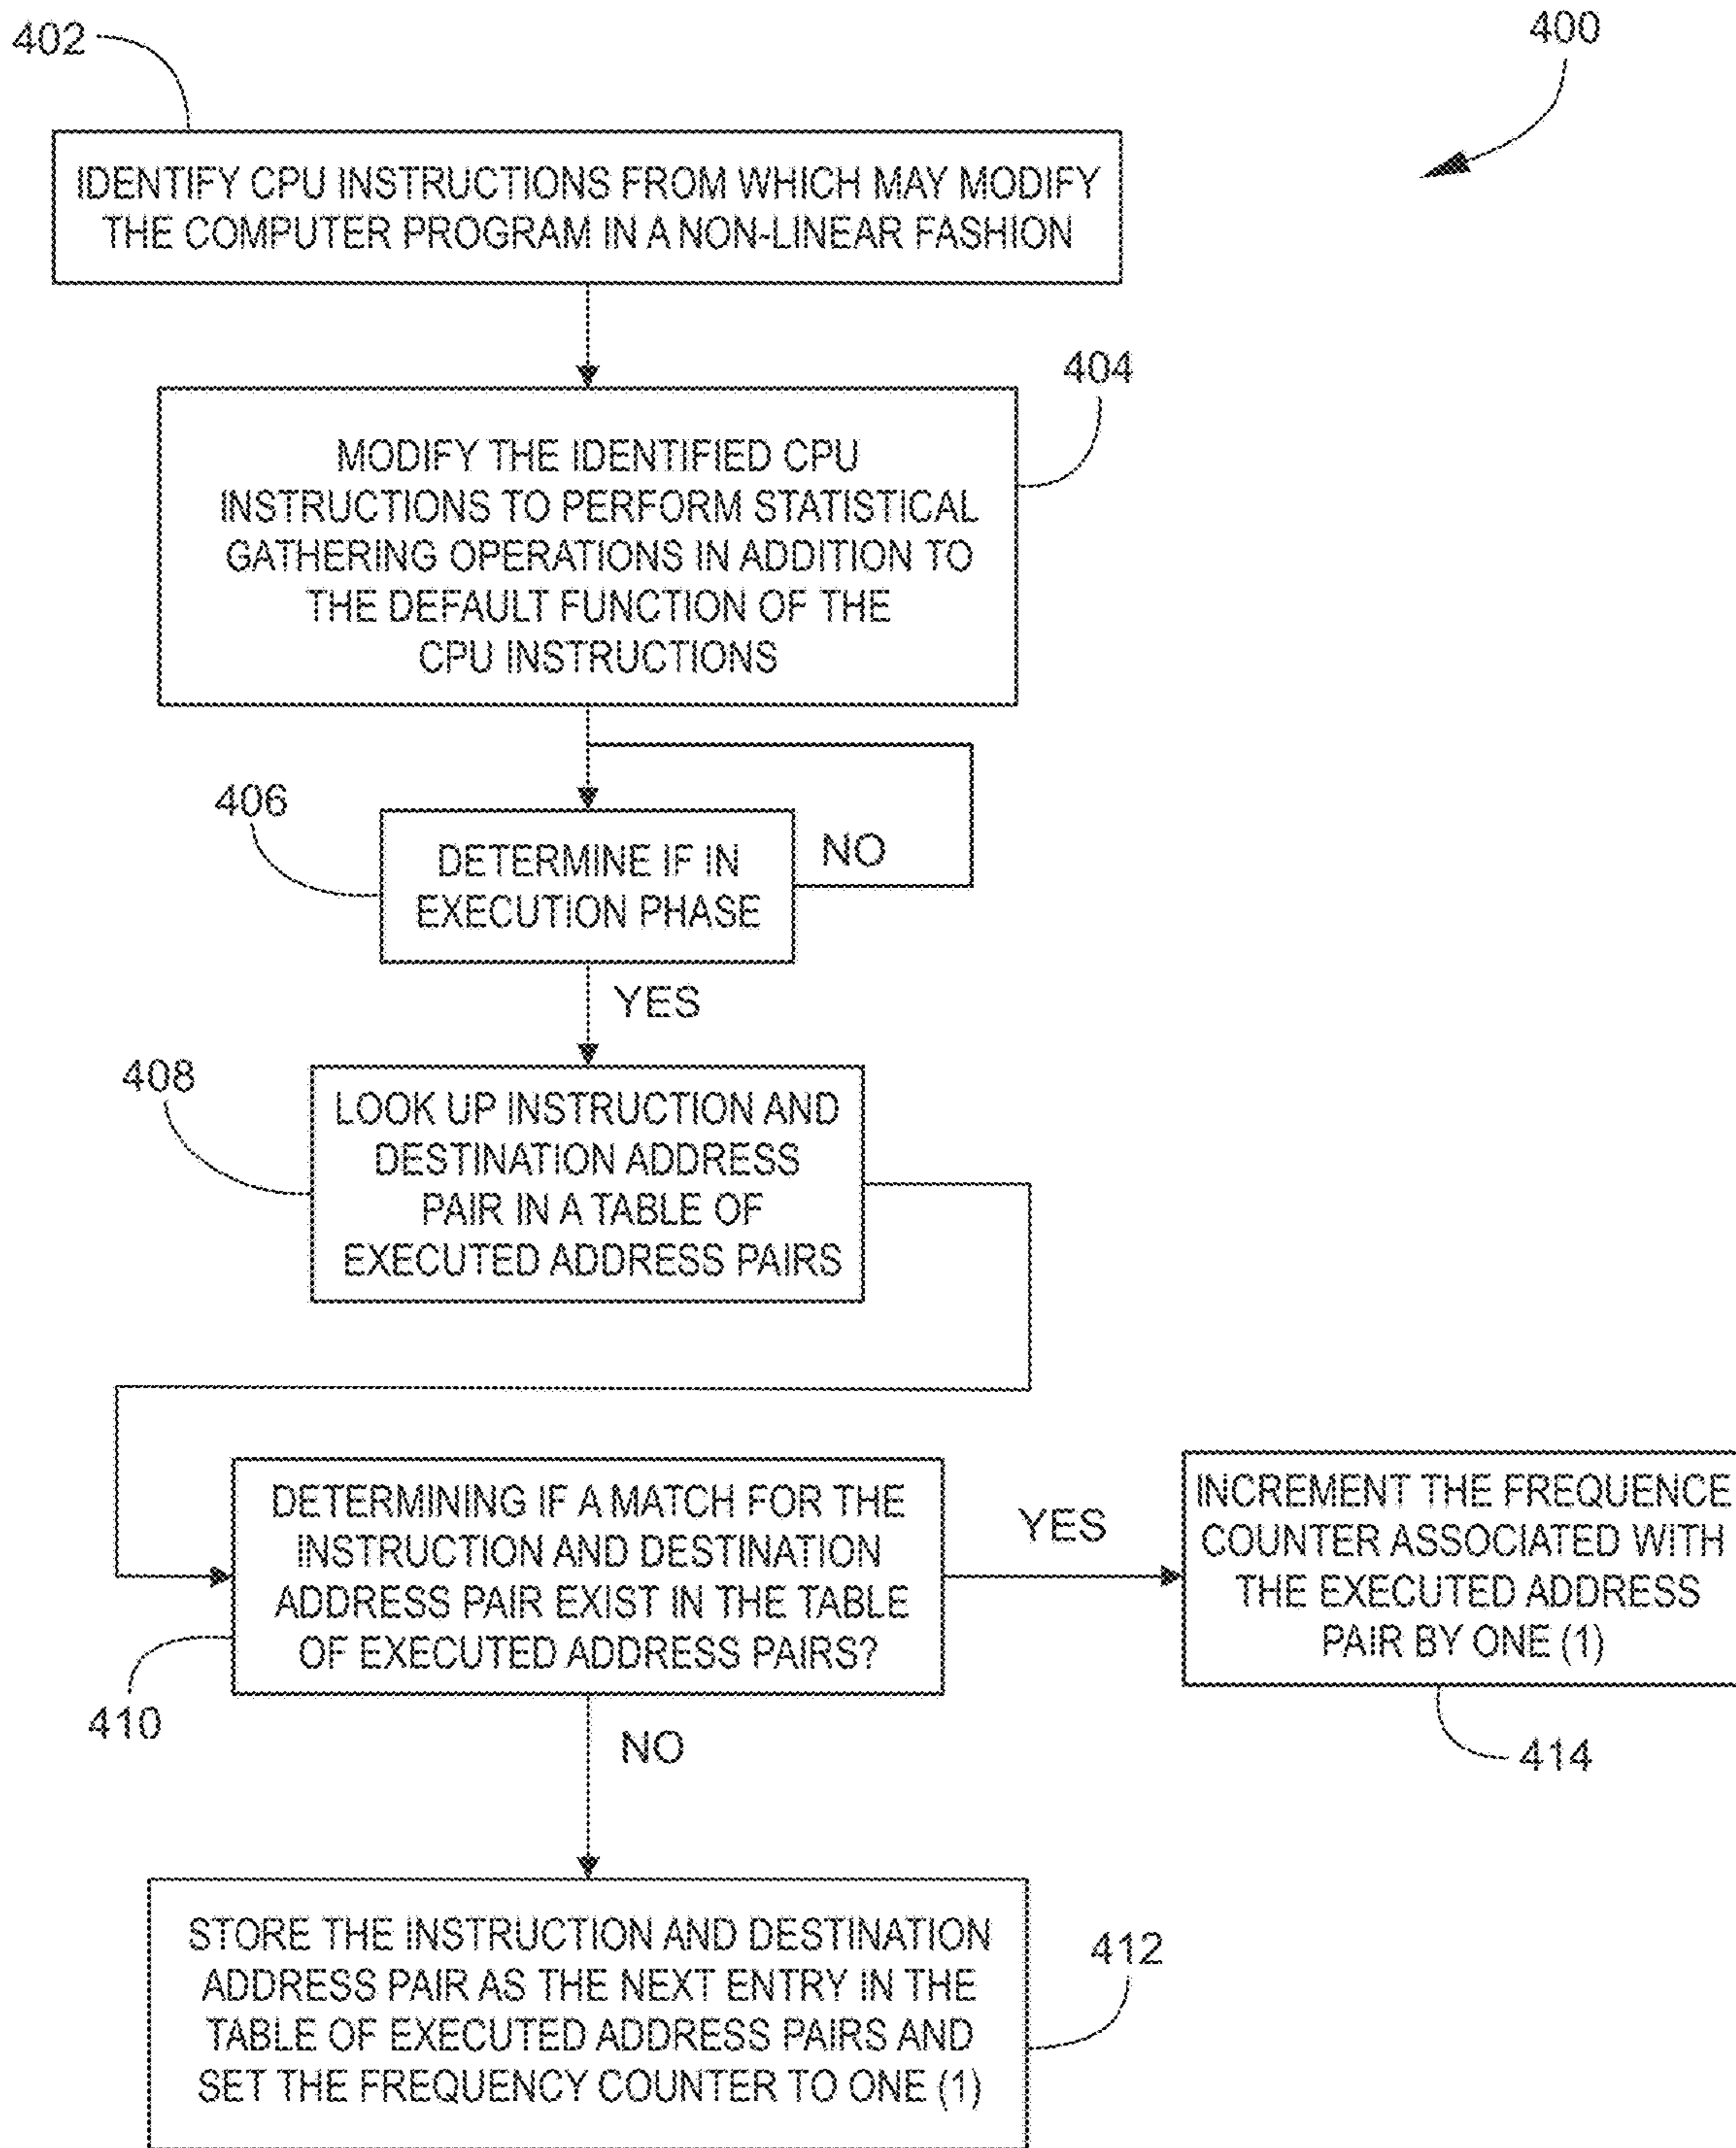 402
400
IDENTIFY CPU INSTRUCTIONS FROM WHICH MAY MODIFY
THE COMPUTER PROGRAM IN A NON-LINEAR FASHION
404
MODIFY THE IDENTIFIED CPU
INSTRUCTIONS TO PERFORM STATISTICAL
GATHERING OPERATIONS IN ADDITION TO
THE DEFAULT FUNCTION OF THE
CPU INSTRUCTIONS
406
DETERMINE IF IN
EXECUTION PHASE
NO
YES
408
LOOK UP INSTRUCTION AND
DESTINATION ADDRESS
PAIR IN A TABLE OF
EXECUTED ADDRESS PAIRS
DETERMINING IF A MATCH FOR THE
INSTRUCTION AND DESTINATION
ADDRESS PAIR EXIST IN THE TABLE
OF EXECUTED ADDRESS PAIRS?
410
YES
INCREMENT THE FREQUENCE
COUNTER ASSOCIATED WITH
THE EXECUTED ADDRESS
PAIR BY ONE (1)
414
NO
STORE THE INSTRUCTION AND DESTINATION
ADDRESS PAIR AS THE NEXT ENTRY IN THE
TABLE OF EXECUTED ADDRESS PAIRS AND
SET THE FREQUENCY COUNTER TO ONE (1)
412